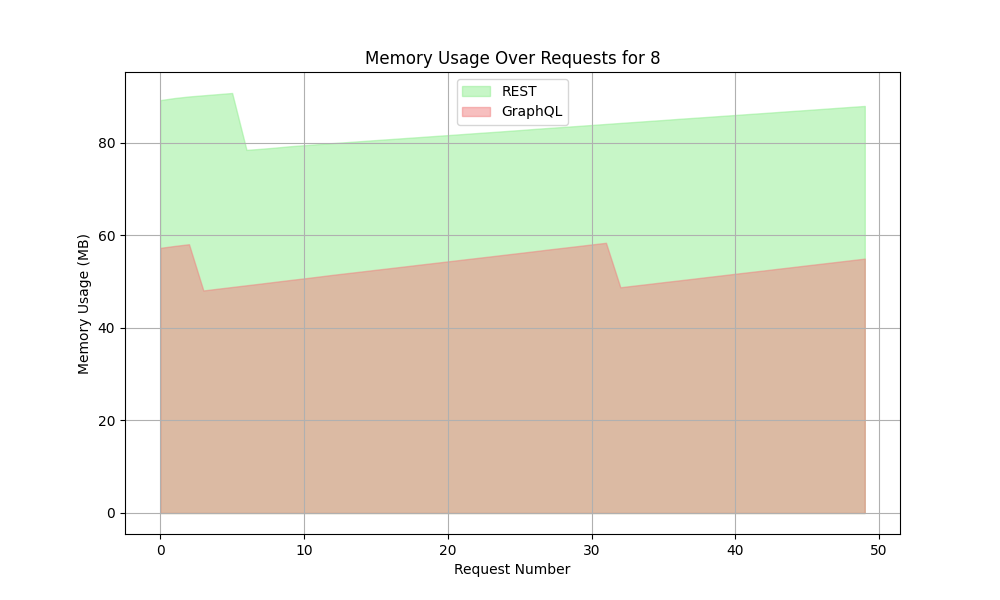 Memory Usage Over Requests for 8
REST
GraphQL
Memory Usage (MB)
80
60
40
20
0
0 10 20 30 40 50
Request Number